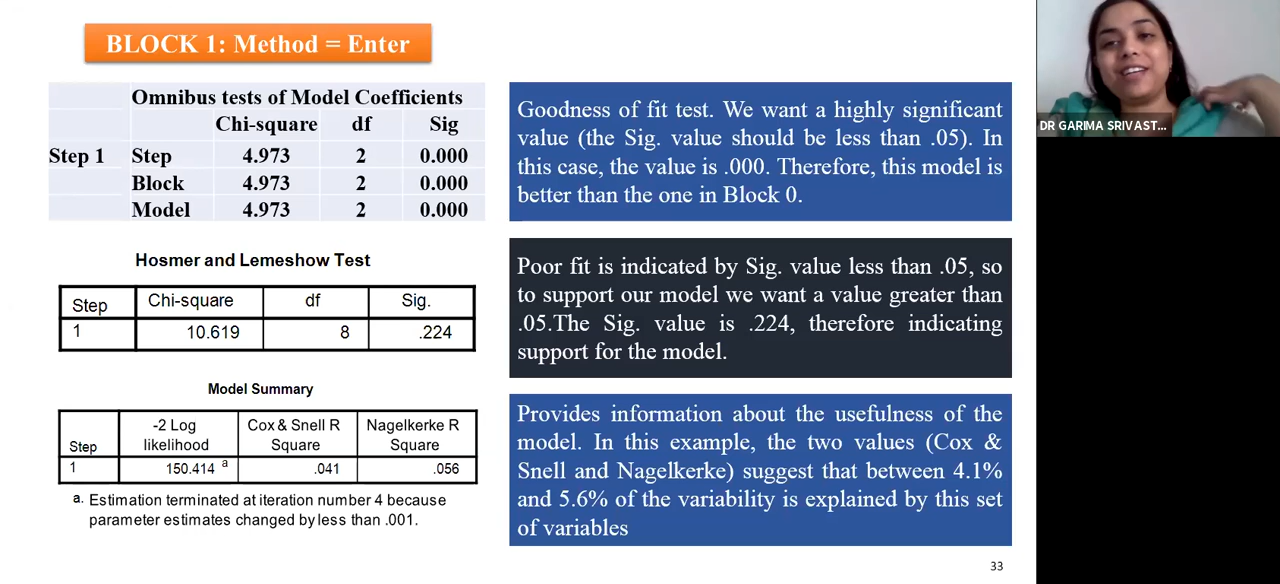 BLOCK 1: Method = Enter
Omnibus tests of Model Coefficients
Chi-square df Sig
Step 1 Step 4.973 2 0.000
Block 4.973 2 0.000
Model 4.973 2 0.000
Goodness of fit test. We want a highly significant
value (the Sig. value should be less than .05). In
this case, the value is .000. Therefore, this model is
better than the one in Block 0.
Hosmer and Lemeshow Test
Step Chi-square df Sig.
1 10.619 8 .224
Poor fit is indicated by Sig. value less than .05, so
to support our model we want a value greater than
.05.The Sig. value is .224, therefore indicating
support for the model.
Model Summary
Step -2 Log likelihood Cox & Snell R Square Nagelkerke R Square
1 150.414 a .041 .056
a. Estimation terminated at iteration number 4 because
parameter estimates changed by less than .001.
Provides information about the usefulness of the
model. In this example, the two values (Cox &
Snell and Nagelkerke) suggest that between 4.1%
and 5.6% of the variability is explained by this set
of variables
33
DR GARIMA SRIVAST...